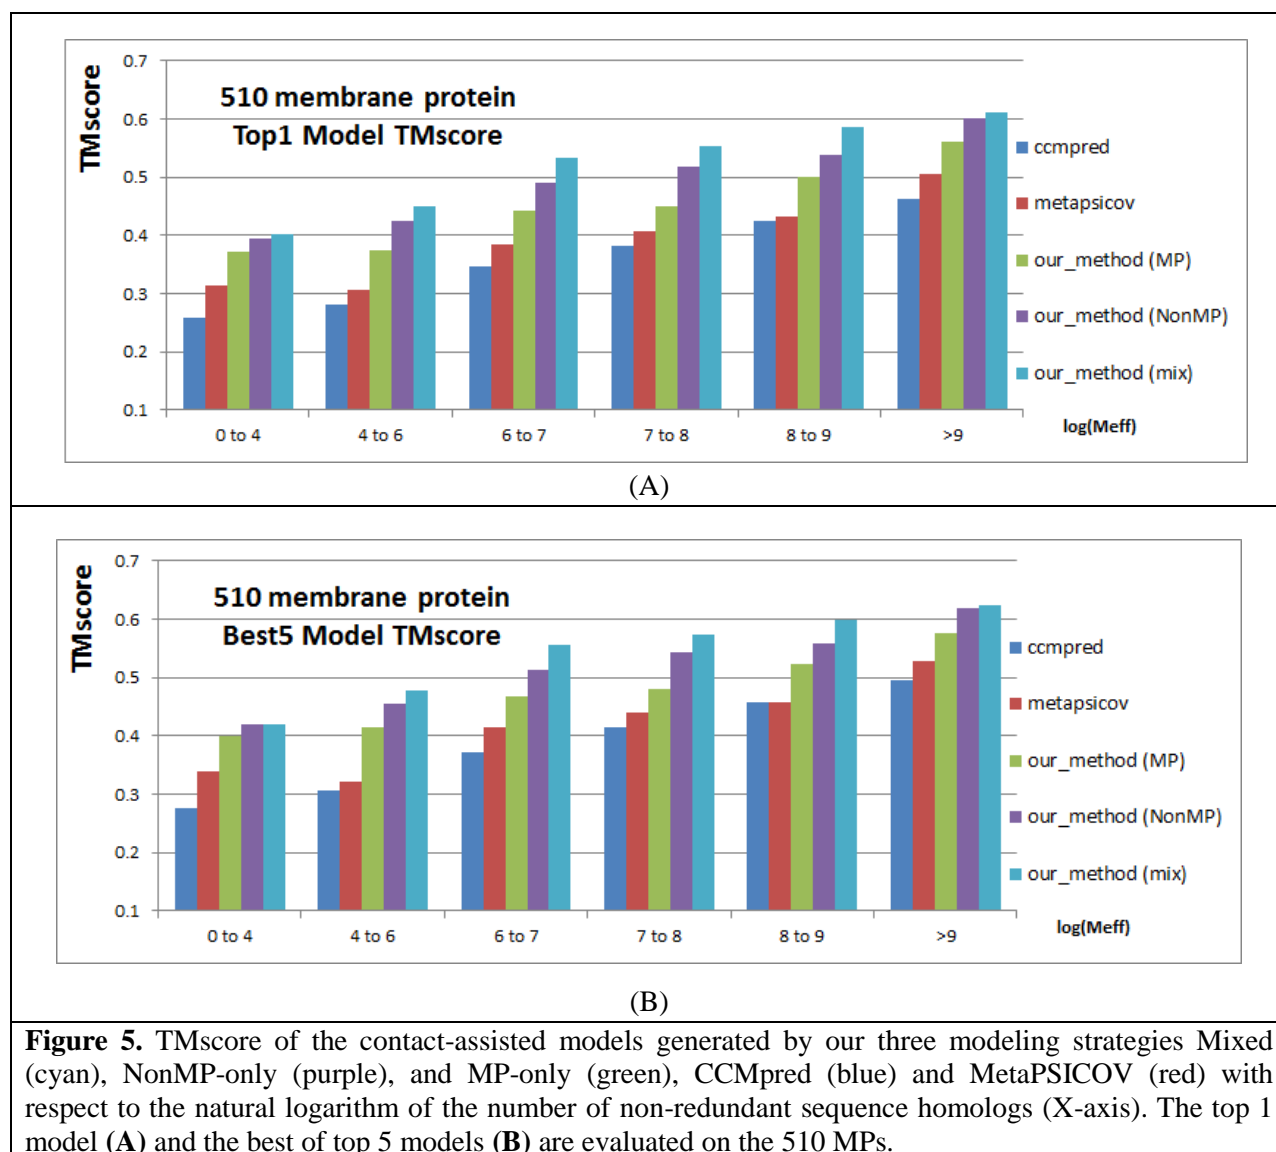 0.7
0.6
0.5
0.4
0.3
0.2
0.1
TMscore
510 membrane protein
Top1 Model TMscore
ccmpred
metapsicov
our_method (MP)
our_method (NonMP)
our_method (mix)
0 to 4
4 to 6
6 to 7
7 to 8
8 to 9
>9
log(Meff)
(A)
0.7
0.6
0.5
0.4
0.3
0.2
0.1
TMscore
510 membrane protein
Best5 Model TMscore
ccmpred
metapsicov
our_method (MP)
our_method (NonMP)
our_method (mix)
0 to 4
4 to 6
6 to 7
7 to 8
8 to 9
>9
log(Meff)
(B)
Figure 5. TMscore of the contact-assisted models generated by our three modeling strategies Mixed
(cyan), NonMP-only (purple), and MP-only (green), CCMpred (blue) and MetaPSICOV (red) with
respect to the natural logarithm of the number of non-redundant sequence homologs (X-axis). The top 1
model (A) and the best of top 5 models (B) are evaluated on the 510 MPs.